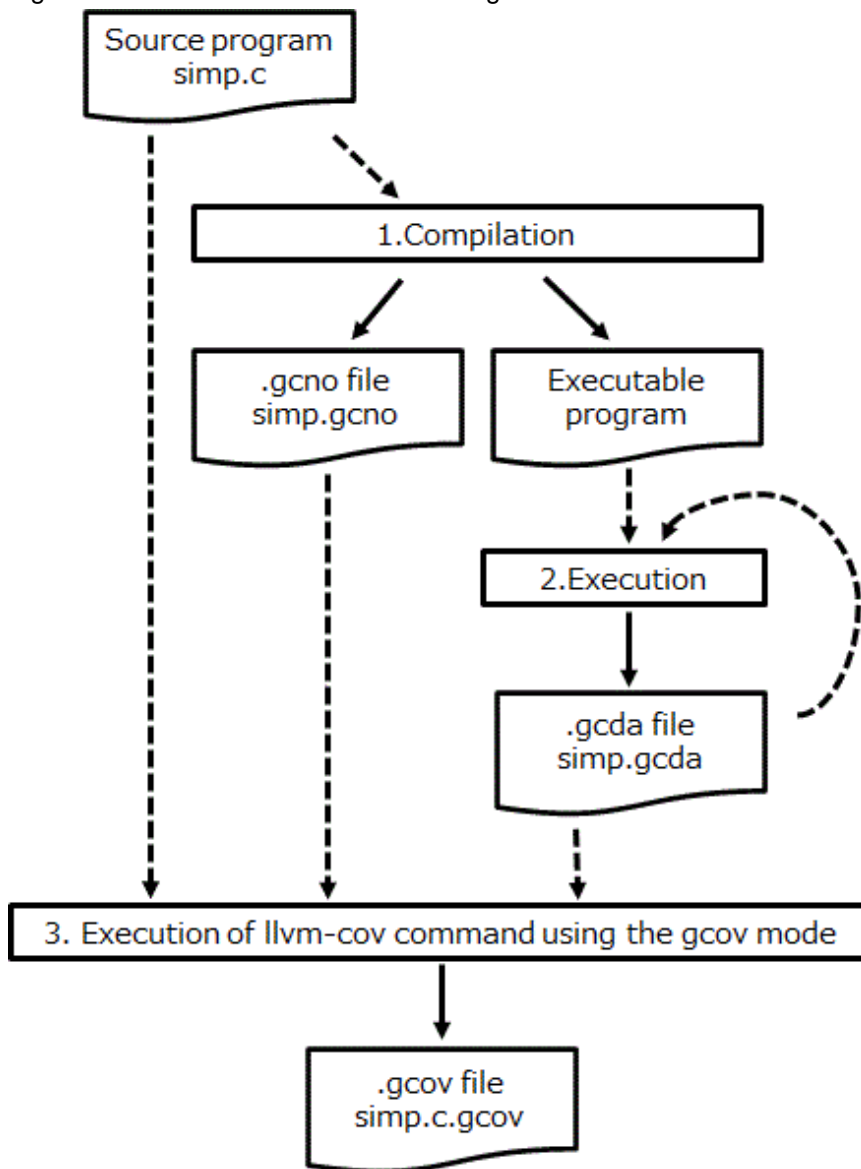 Source program
simp.c
1.Compilation
.gcno file
simp.gcno
Executable
program
2.Execution
.gcda file
simp.gcda
3. Execution of llvm-cov command using the gcov mode
.gcov file
simp.c.gcov